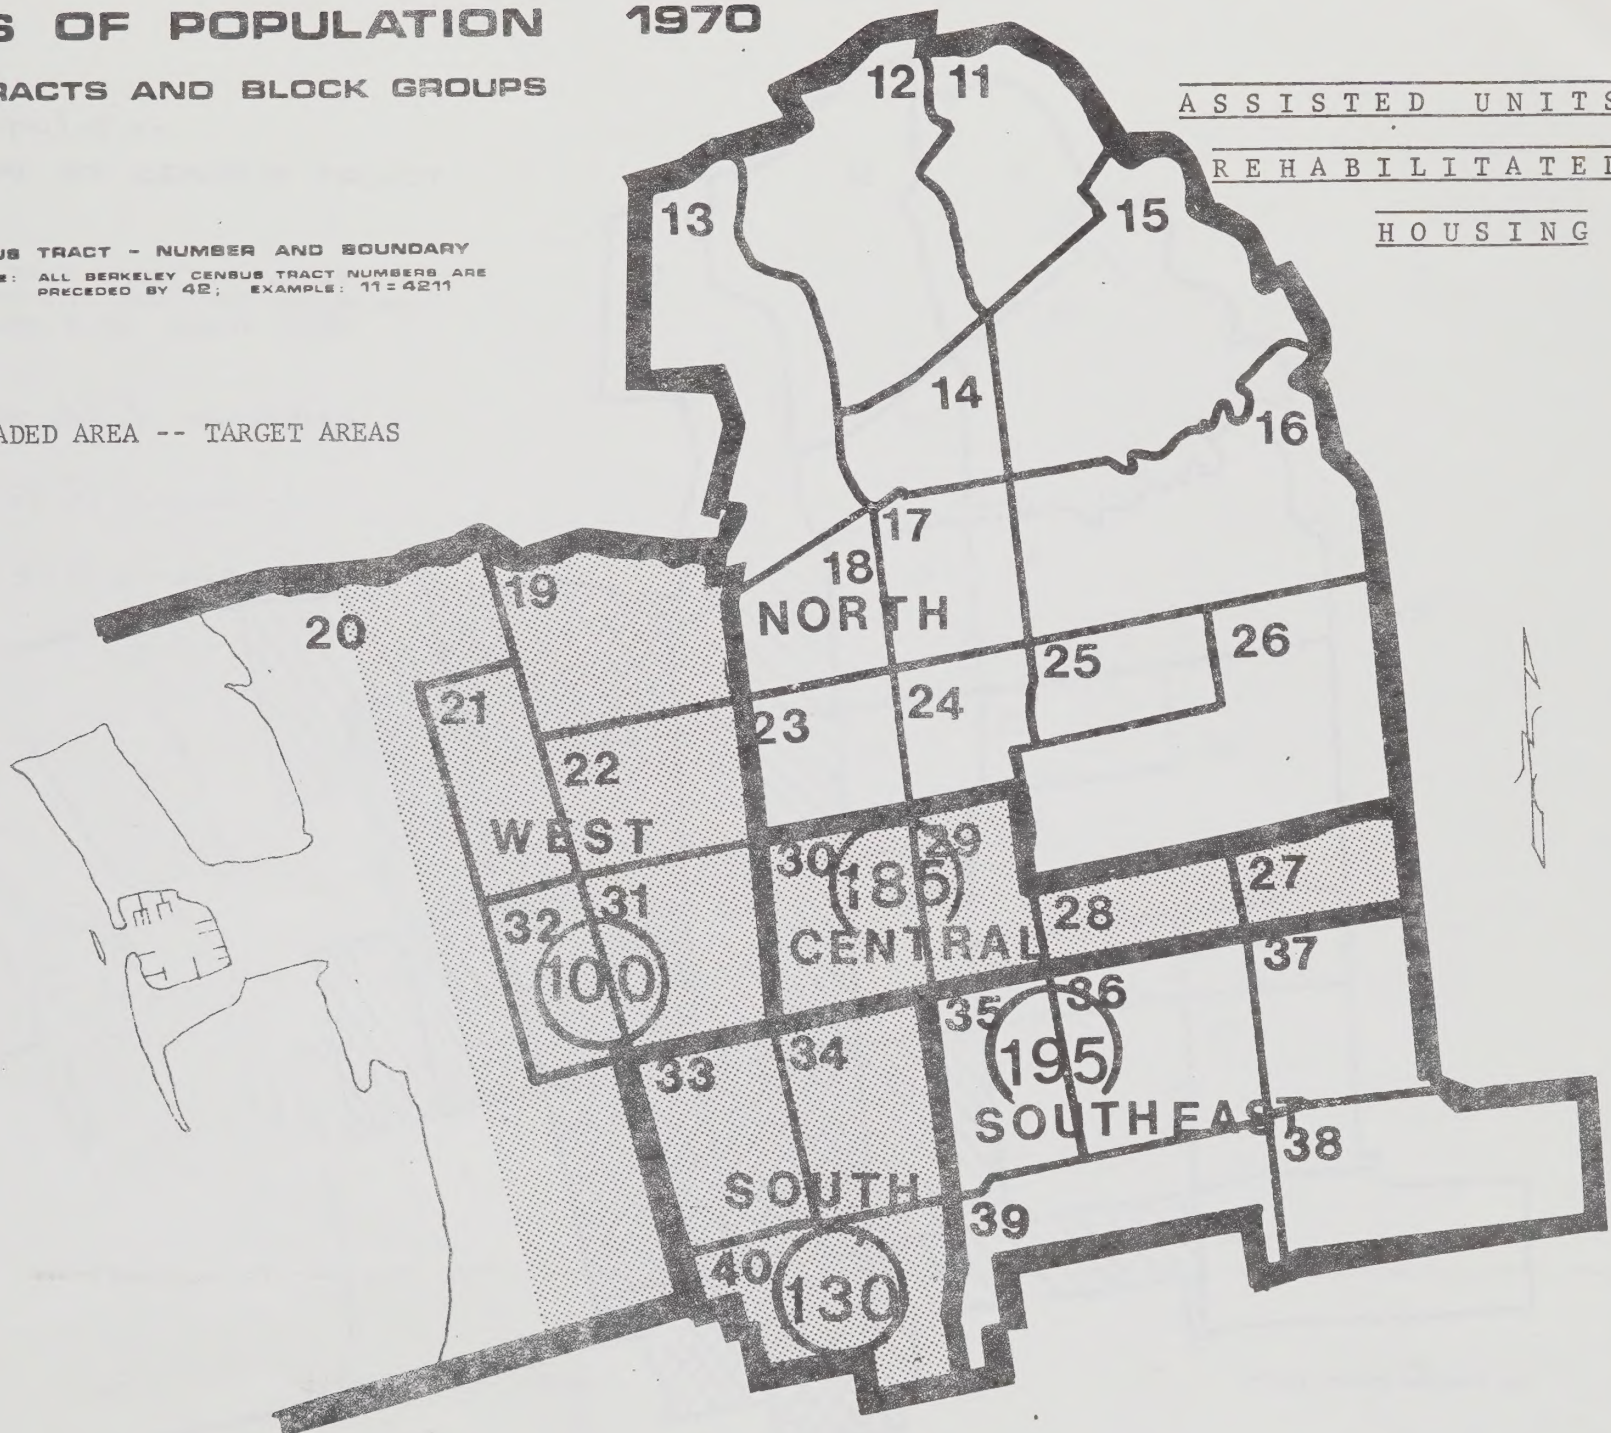 S OF POPULATION 1970
RACTS AND BLOCK GROUPS
ASSISTED UNITS
REHABILITATED
HOUSING
US TRACT - NUMBER AND BOUNDARY
E: ALL BERKELEY CENSUS TRACT NUMBERS ARE
PRECEDED BY 42; EXAMPLE: 11 = 4211
ADED AREA -- TARGET AREAS
12
11
13
15
14
16
17
18
19
20
NORTH
21
22
23
24
25
26
WEST
30
29
185
27
28
31
32
100
CENTRAL
37
35
36
195
33
34
SOUTHEAST
38
SOUTH
39
40
130